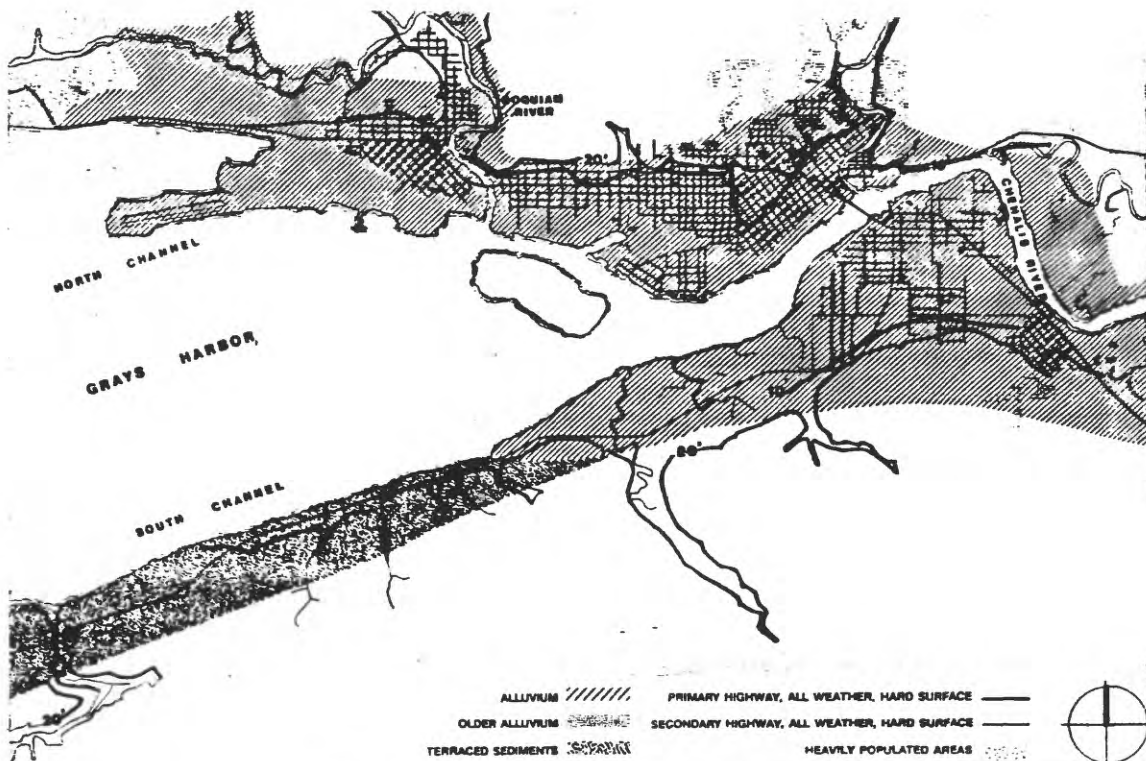 OQUIAM
RIVER
20'
CHEHALIS RIVER
NORTH CHANNEL
GRAYS HARBOR
10
20'
SOUTH CHANNEL
20'
ALLUVIUM
OLDER ALLUVIUM
TERRACED SEDIMENTS
PRIMARY HIGHWAY, ALL WEATHER, HARD SURFACE
SECONDARY HIGHWAY, ALL WEATHER, HARD SURFACE
HEAVILY POPULATED AREAS